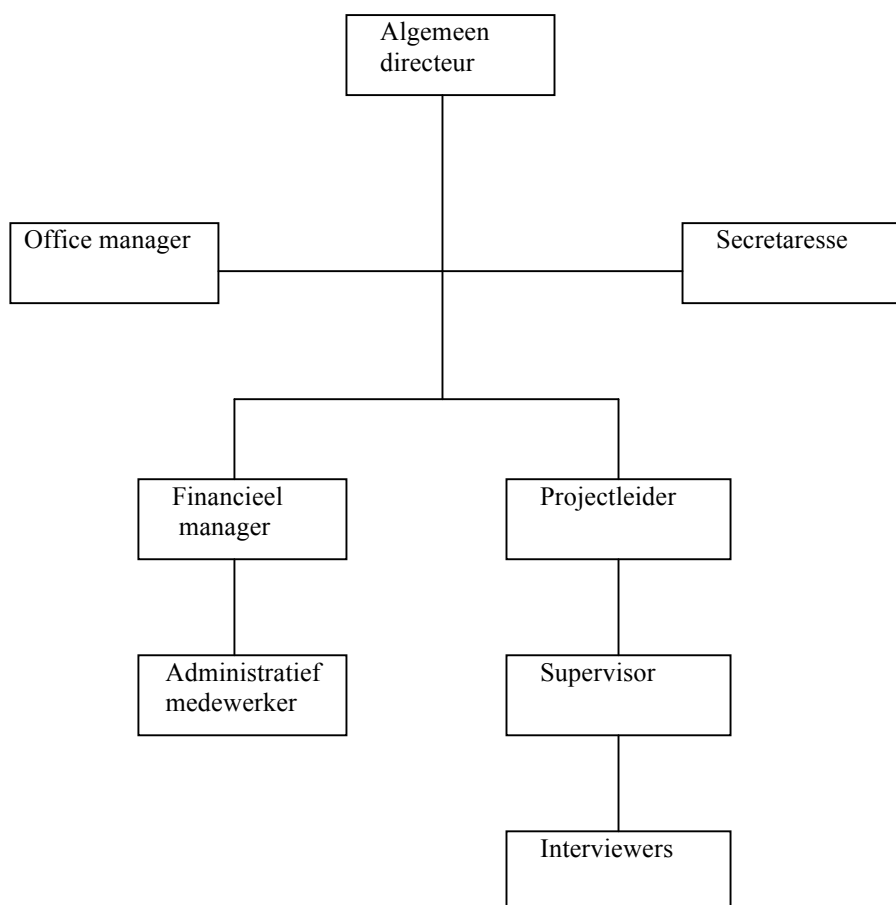 Algemeen
directeur
Office manager
Secretaresse
Financieel
manager
Projectleider
Administratief
medewerker
Supervisor
Interviewers